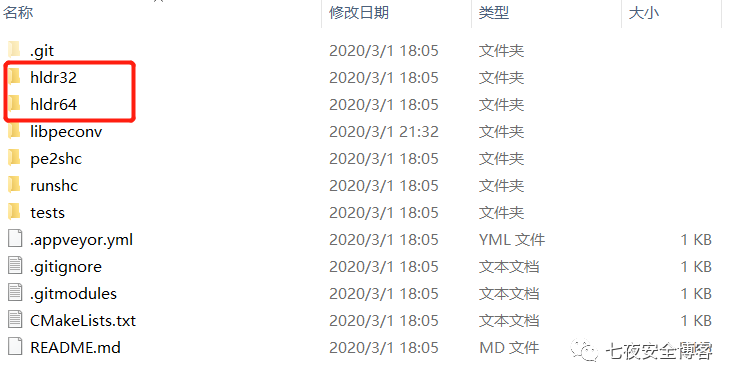 名称 修改日期 类型 大小
.git 2020/3/1 18:05 文件夹
hldr32 2020/3/1 18:05 文件夹
hldr64 2020/3/1 18:05 文件夹
libpeconv 2020/3/1 21:32 文件夹
pe2shc 2020/3/1 18:05 文件夹
runshc 2020/3/1 18:05 文件夹
tests 2020/3/1 18:05 文件夹
.appveyor.yml 2020/3/1 18:05 YML 文件 1 KB
.gitignore 2020/3/1 18:05 文本文档 1 KB
.gitmodules 2020/3/1 18:05 文本文档 1 KB
CMakeLists.txt 2020/3/1 18:05 文本文档 1 KB
README.md 2020/3/1 18:05 MD 文件
七夜安全博客